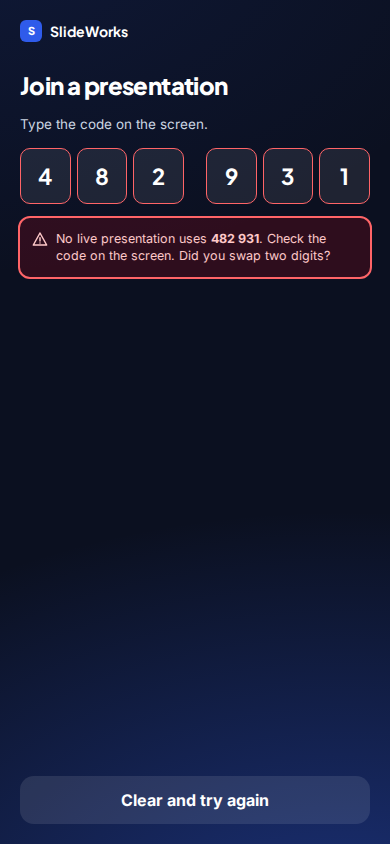 S SlideWorks
Join a presentation
Type the code on the screen.
4 8 2 9 3 1
No live presentation uses 482 931. Check the
code on the screen. Did you swap two digits?
Clear and try again